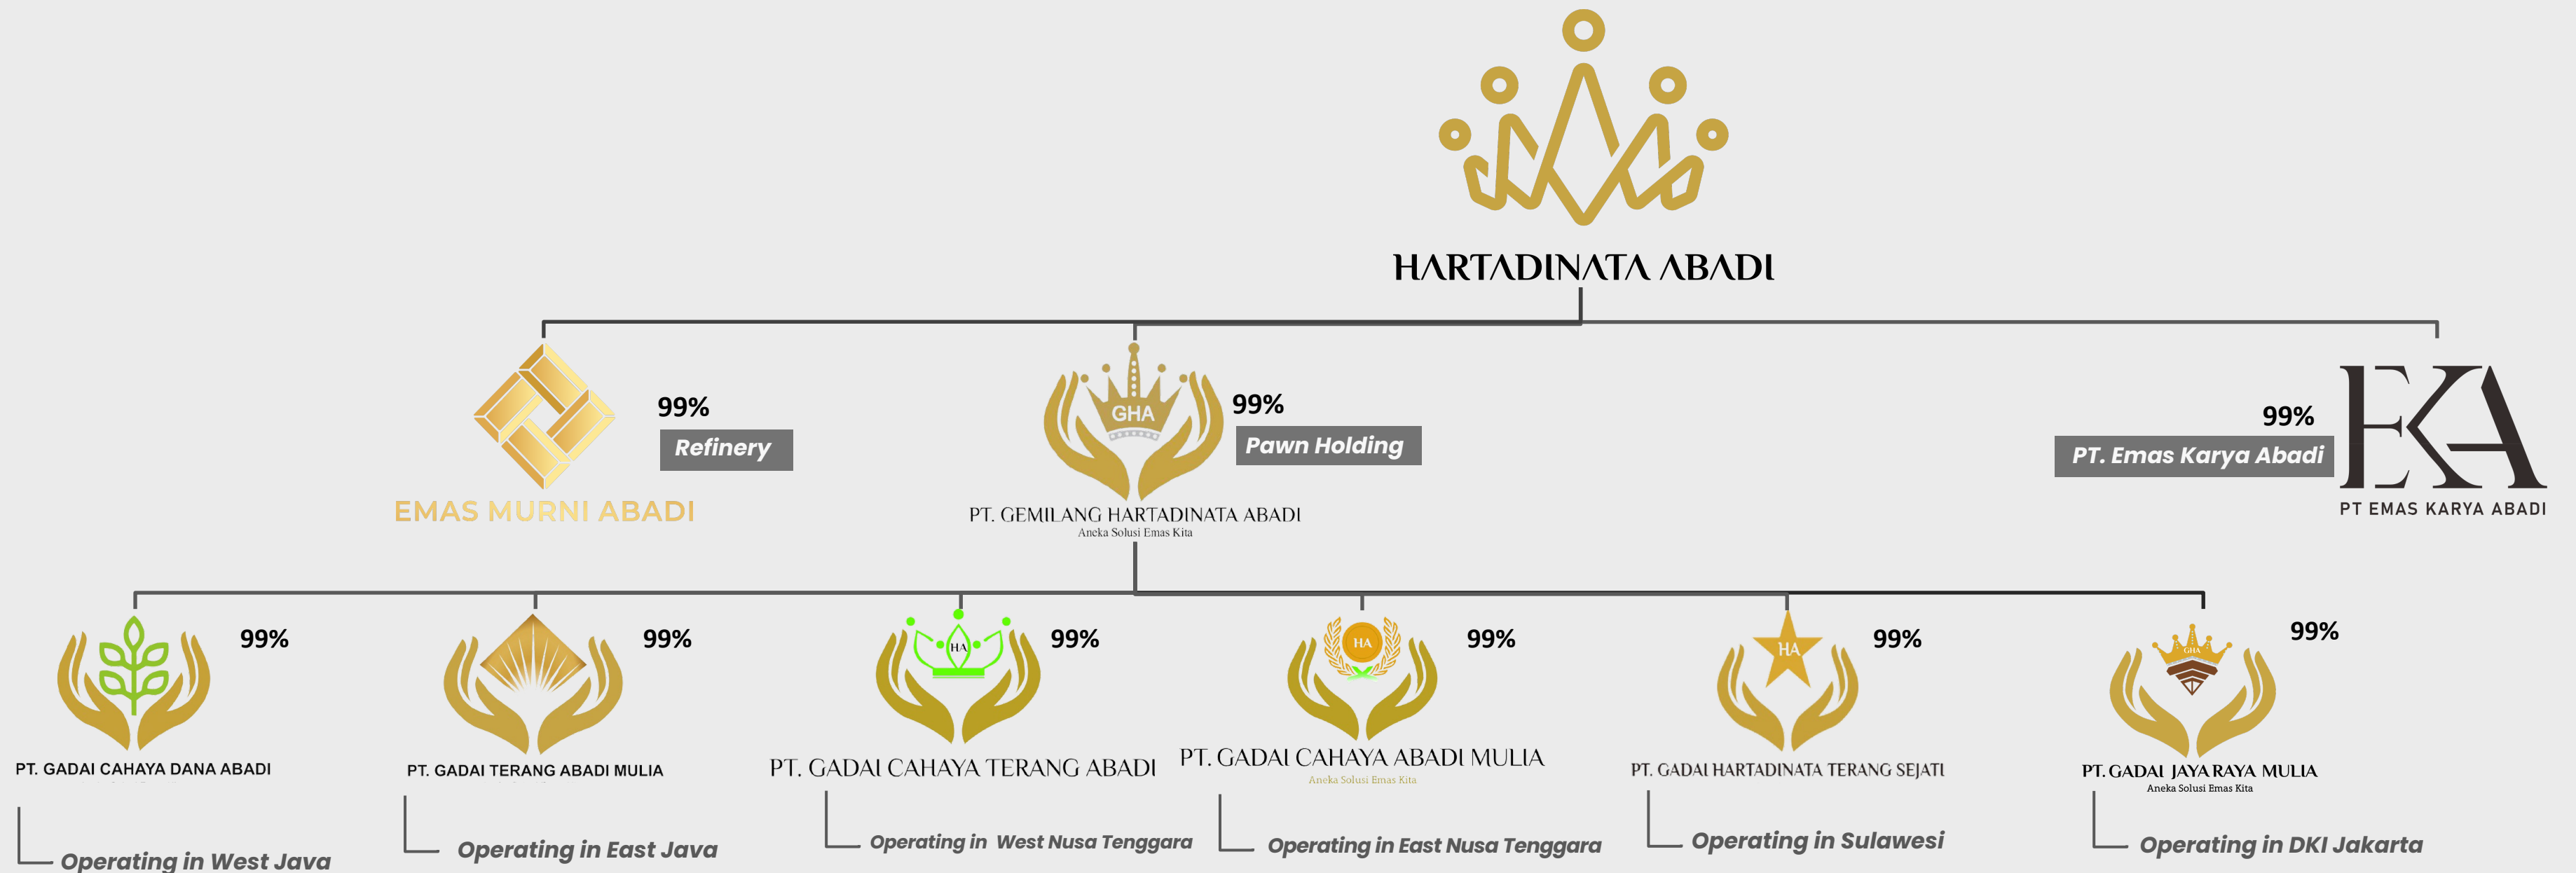 HARTADINATA ABADI
99%
Refinery
EMAS MURNI ABADI
GHA
99%
Pawn Holding
PT. GEMILANG HARTADINATA ABADI
Aneka Solusi Emas Kita
99%
PT. Emas Karya Abadi
EKA
PT EMAS KARYA ABADI
99%
PT. GADAI CAHAYA DANA ABADI
Operating in West Java
99%
PT. GADAI TERANG ABADI MULIA
Operating in East Java
HA
99%
PT. GADAI CAHAYA TERANG ABADI
Operating in West Nusa Tenggara
HA
99%
PT. GADAI CAHAYA ABADI MULIA
Aneka Solusi Emas Kita
Operating in East Nusa Tenggara
HA
99%
PT. GADAI HARTADINATA TERANG SEJATI
Operating in Sulawesi
GHA
99%
PT. GADAI JAYA RAYA MULIA
Aneka Solusi Emas Kita
Operating in DKI Jakarta